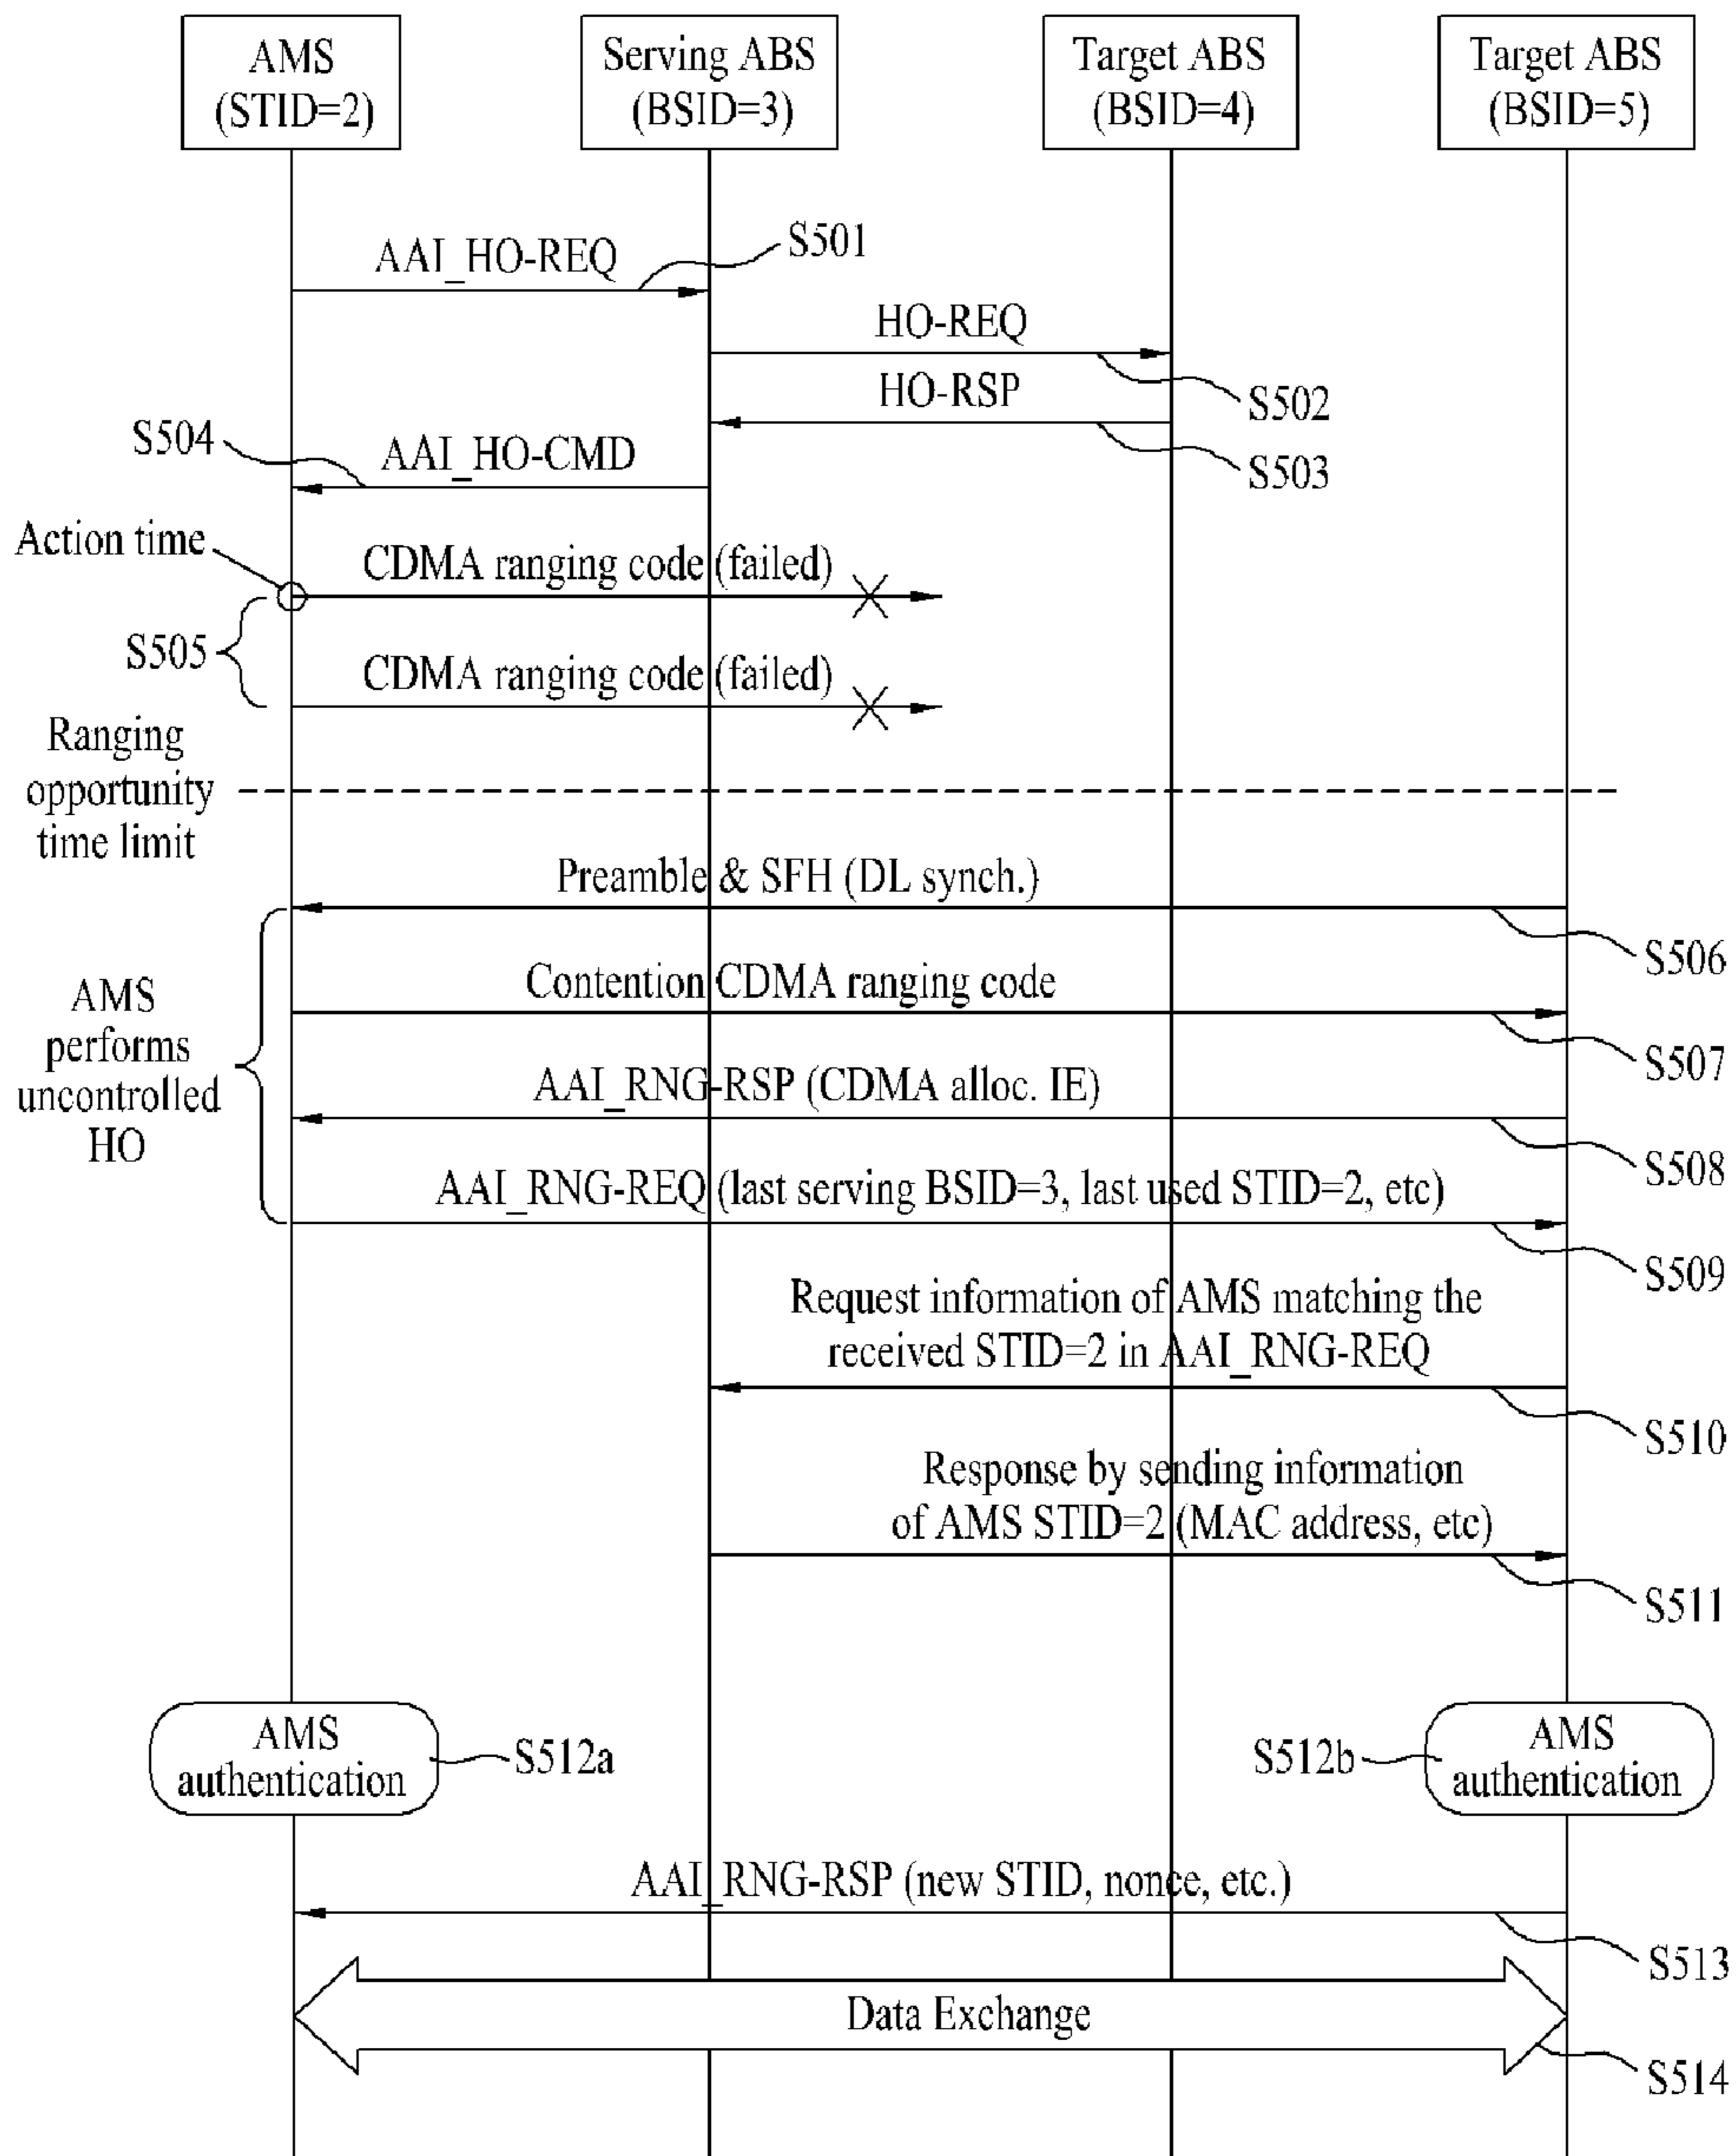 AMS
(STID=2)
Serving ABS
(BSID=3)
Target ABS
(BSID=4)
Target ABS
(BSID=5)
AAI_HO-REQ
S501
HO-REQ
S502
HO-RSP
S503
S504
AAI_HO-CMD
Action time
CDMA ranging code (failed)
S505
CDMA ranging code (failed)
Ranging
opportunity
time limit
Preamble & SFH (DL synch.)
S506
AMS
performs
uncontrolled
HO
Contention CDMA ranging code
S507
AAI_RNG-RSP (CDMA alloc. IE)
S508
AAI_RNG-REQ (last serving BSID=3, last used STID=2, etc)
S509
Request information of AMS matching the
received STID=2 in AAI_RNG-REQ
S510
Response by sending information
of AMS STID=2 (MAC address, etc)
S511
AMS
authentication
S512a
S512b
AMS
authentication
AAI_RNG-RSP (new STID, nonce, etc.)
S513
Data Exchange
S514